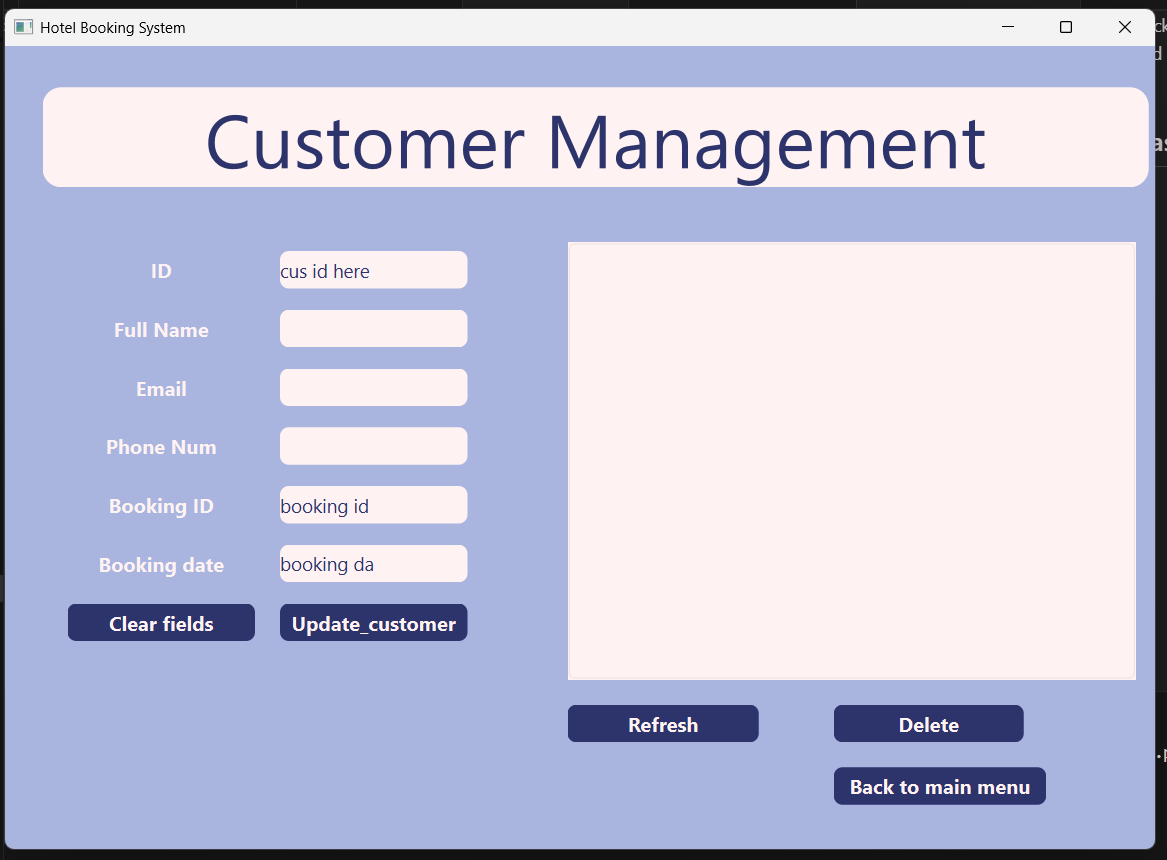 Hotel Booking System
Customer Management
ID
cus id here
Full Name
Email
Phone Num
Booking ID
booking id
Booking date
booking da
Clear fields
Update_customer
Refresh
Delete
Back to main menu